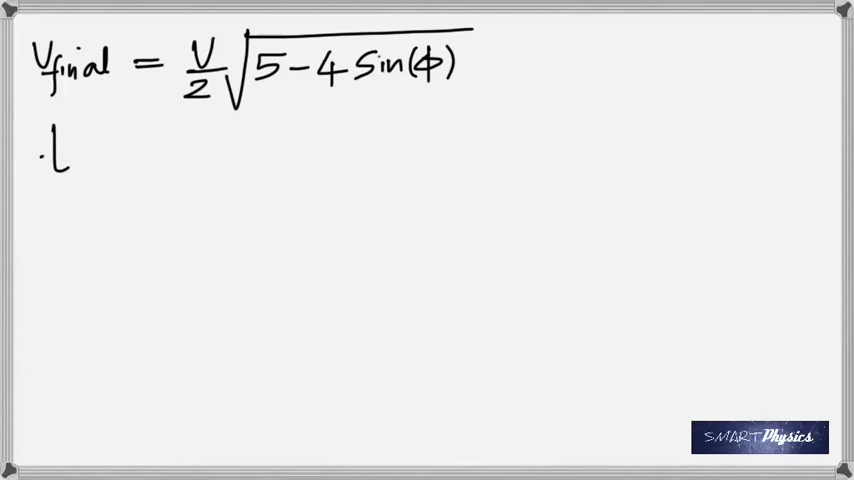 V_final = V/2 √(5 - 4 Sin(ϕ))
SMARTPhysics